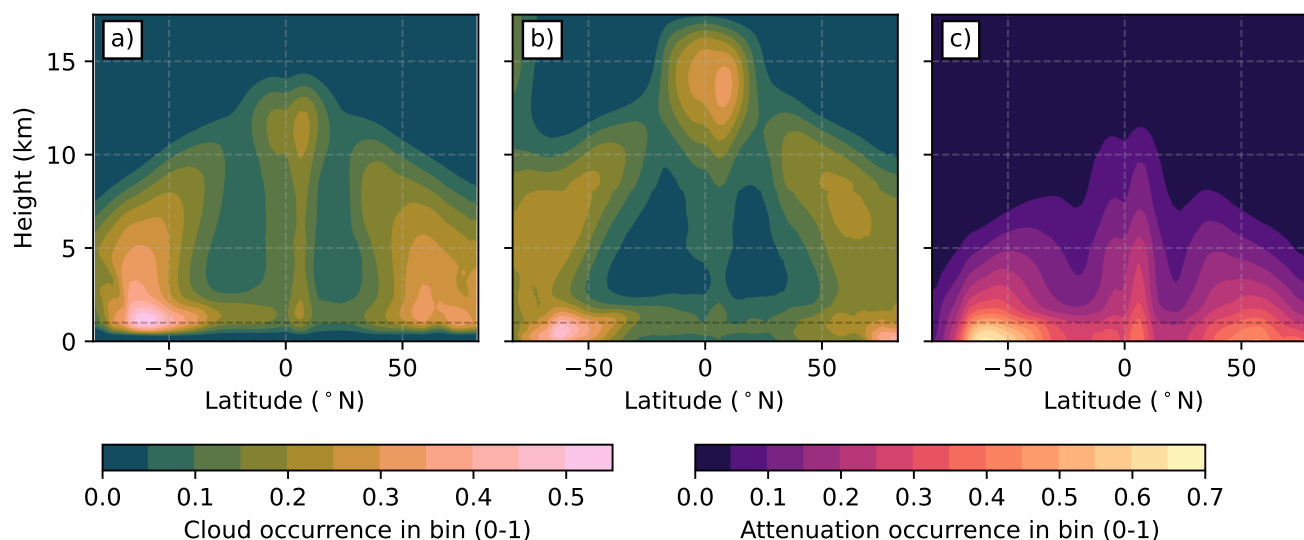 a)
b)
c)
15
10
5
0
Height (km)
−50
0
50
−50
0
50
−50
0
50
Latitude (°N)
Latitude (°N)
Latitude (°N)
0.0 0.1 0.2 0.3 0.4 0.5
Cloud occurrence in bin (0-1)
0.0 0.1 0.2 0.3 0.4 0.5 0.6 0.7
Attenuation occurrence in bin (0-1)